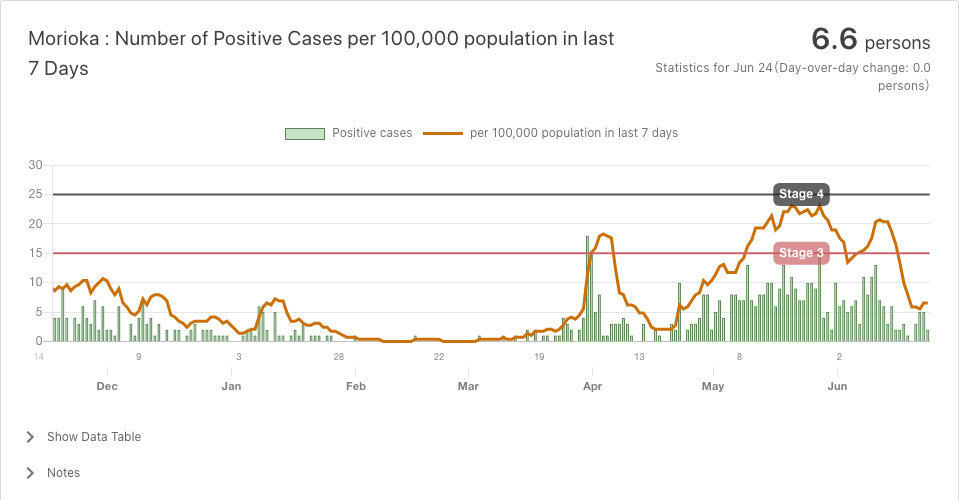 Morioka : Number of Positive Cases per 100,000 population in last
7 Days
6.6 persons
Statistics for Jun 24(Day-over-day change: 0.0
persons)
Positive cases
per 100,000 population in last 7 days
30
25
20
15
10
5
0
Stage 4
Stage 3
14 9 3 28 22 19 13 8 2
Dec Jan Feb Mar Apr May Jun
Show Data Table
Notes